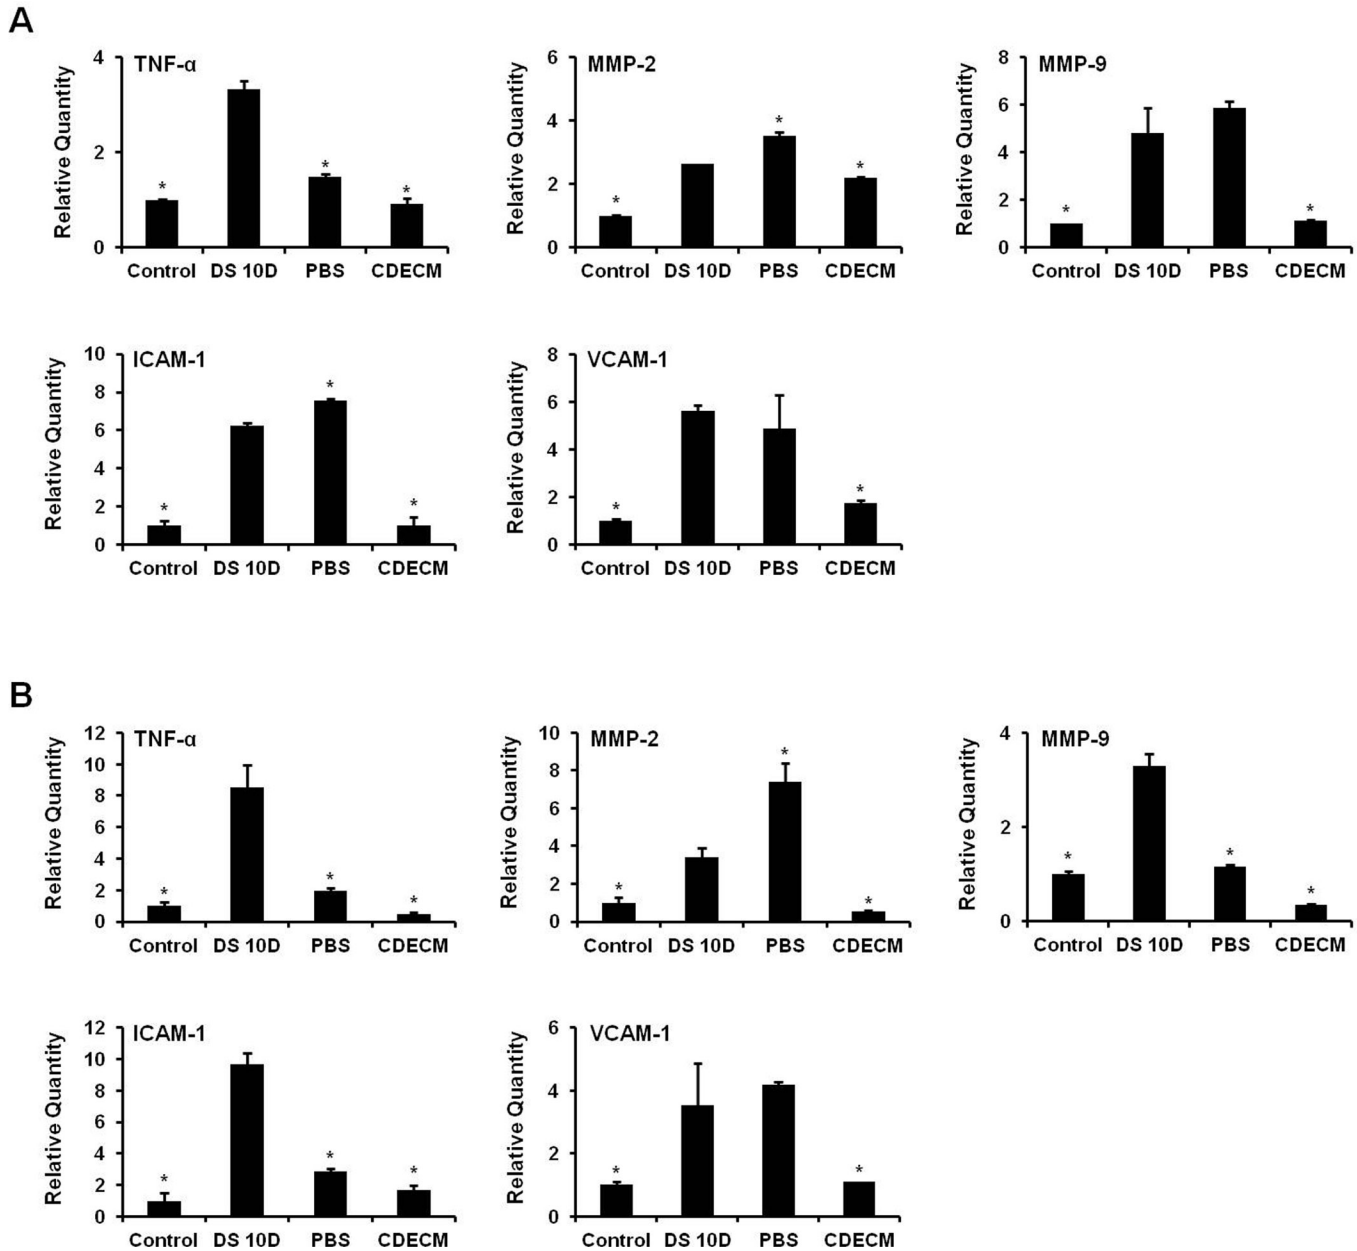 A
TNF-α
Relative Quantity
4
2
0
Control DS 10D PBS CDECM
* * *
MMP-2
Relative Quantity
6
4
2
0
Control DS 10D PBS CDECM
* * *
MMP-9
Relative Quantity
8
6
4
2
0
Control DS 10D PBS CDECM
* *
ICAM-1
Relative Quantity
10
8
6
4
2
0
Control DS 10D PBS CDECM
* * *
VCAM-1
Relative Quantity
8
6
4
2
0
Control DS 10D PBS CDECM
* *
B
TNF-α
Relative Quantity
12
10
8
6
4
2
0
Control DS 10D PBS CDECM
* * *
MMP-2
Relative Quantity
10
8
6
4
2
0
Control DS 10D PBS CDECM
* * *
MMP-9
Relative Quantity
4
2
0
Control DS 10D PBS CDECM
* * *
ICAM-1
Relative Quantity
12
10
8
6
4
2
0
Control DS 10D PBS CDECM
* * *
VCAM-1
Relative Quantity
6
4
2
0
Control DS 10D PBS CDECM
* *